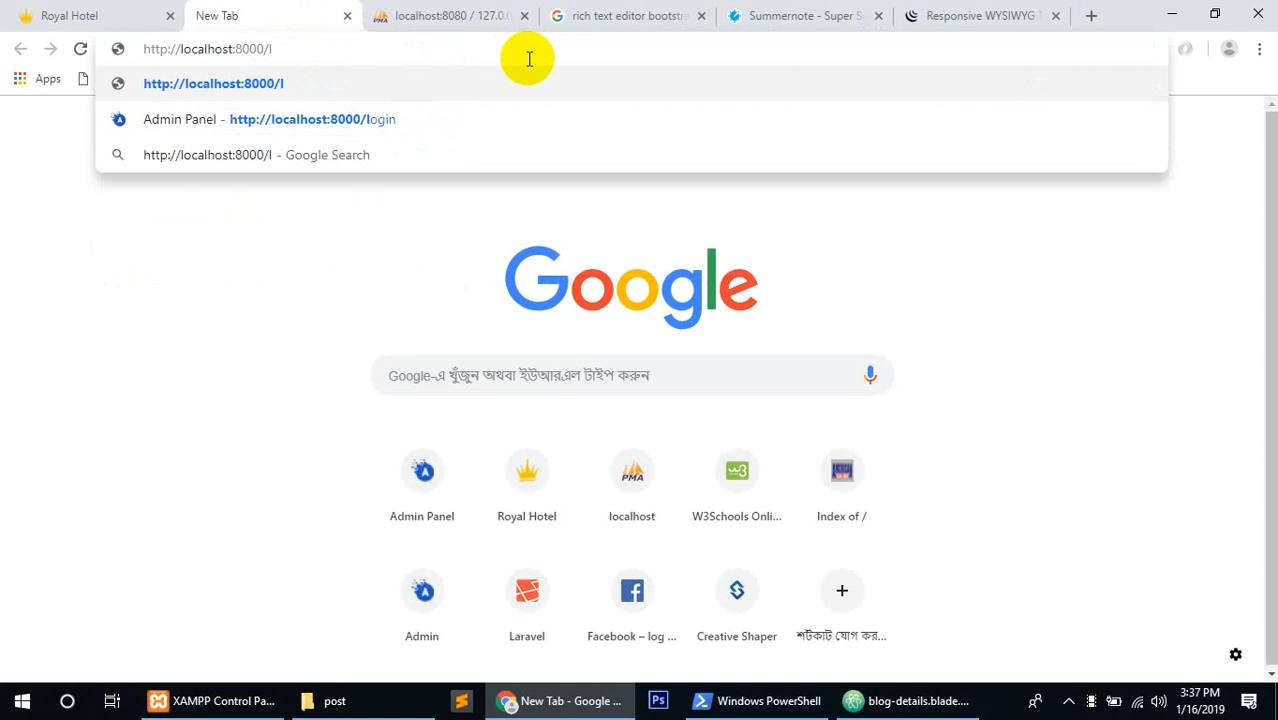 Royal Hotel
New Tab
localhost:8080 / 127.0.
rich text editor bootstra
Summernote - Super S
Responsive WYSIWYG T
http://localhost:8000/l
Apps
http://localhost:8000/l
Admin Panel - http://localhost:8000/login
http://localhost:8000/l - Google Search
Google
Google-এ খুঁজুন অথবা ইউআরএল টাইপ করুন
Admin Panel
Royal Hotel
PMA
localhost
W3Schools Onli...
Index of /
Admin
Laravel
Facebook – log ...
Creative Shaper
শর্টকাট যোগ কর...
XAMPP Control Pa...
post
New Tab - Google ...
Ps
Windows PowerShell
blog-details.blade....
3:37 PM
1/16/2019